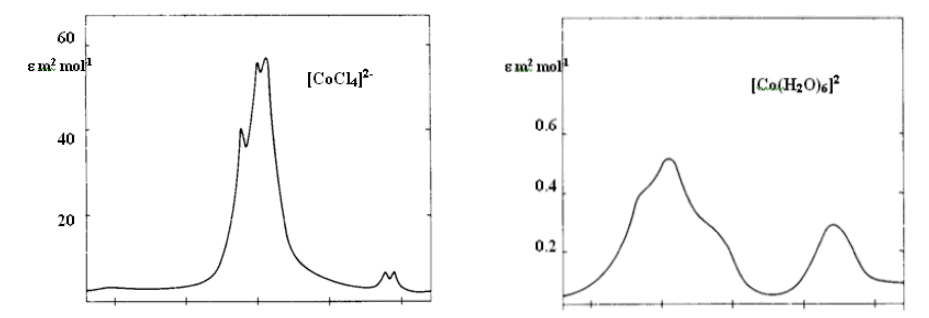 60
ε m² mol¹
[CoCl₄]²⁻
40
20
ε m² mol¹
[Co(H₂O)₆]²
0.6
0.4
0.2